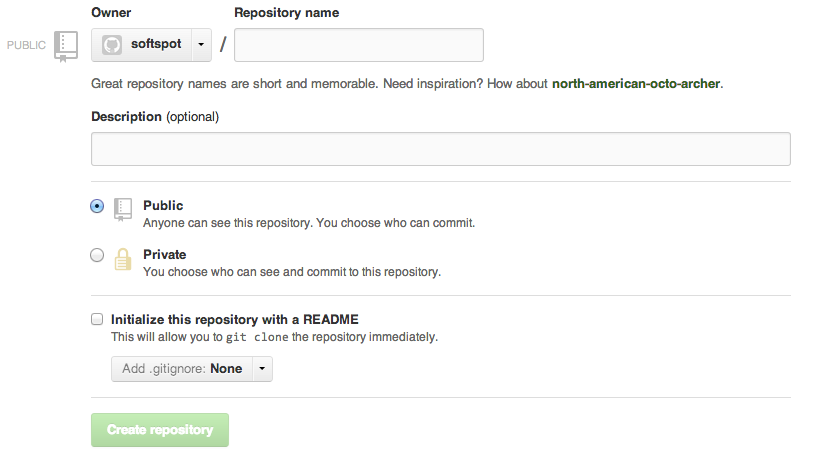 Owner Repository name
PUBLIC softspot /
Great repository names are short and memorable. Need inspiration? How about north-american-octo-archer.
Description (optional)
Public
Anyone can see this repository. You choose who can commit.
Private
You choose who can see and commit to this repository.
Initialize this repository with a README
This will allow you to git clone the repository immediately.
Add .gitignore: None
Create repository